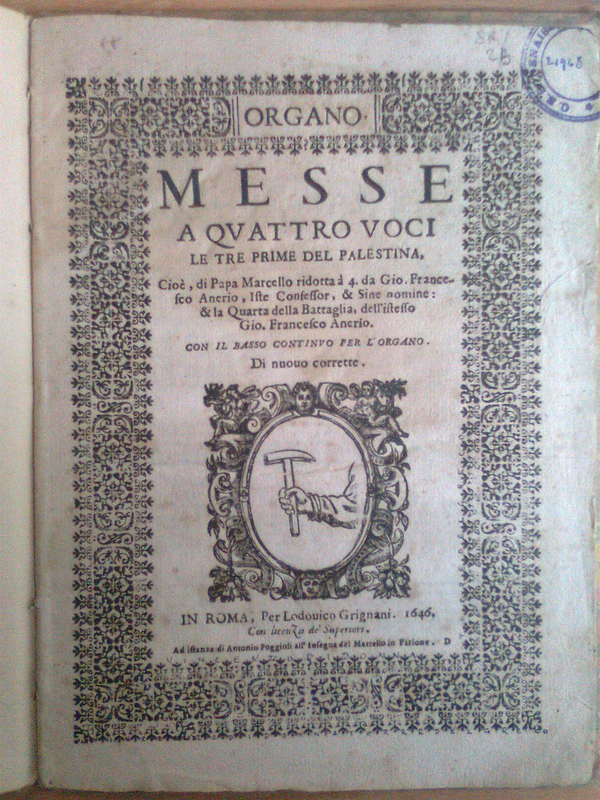 21948
ORGANO.
MESSE
A QVATTRO VOCI
LE TRE PRIME DEL PALESTINA,
Cioè, di Papa Marcello ridotta à 4. da Gio. France-
sco Anerio, Iste Confessor, & Sine nomine:
& la Quarta della Battaglia, dell'istesso
Gio. Francesco Anerio.
CON IL BASSO CONTINVO PER L'ORGANO.
Di nuouo corrette.
IN ROMA, Per Lodouico Grignani. 1646.
Con licenza de' Superiori.
Ad istanza di Antonio Poggioli all' Insegna del Martello in Parione. D